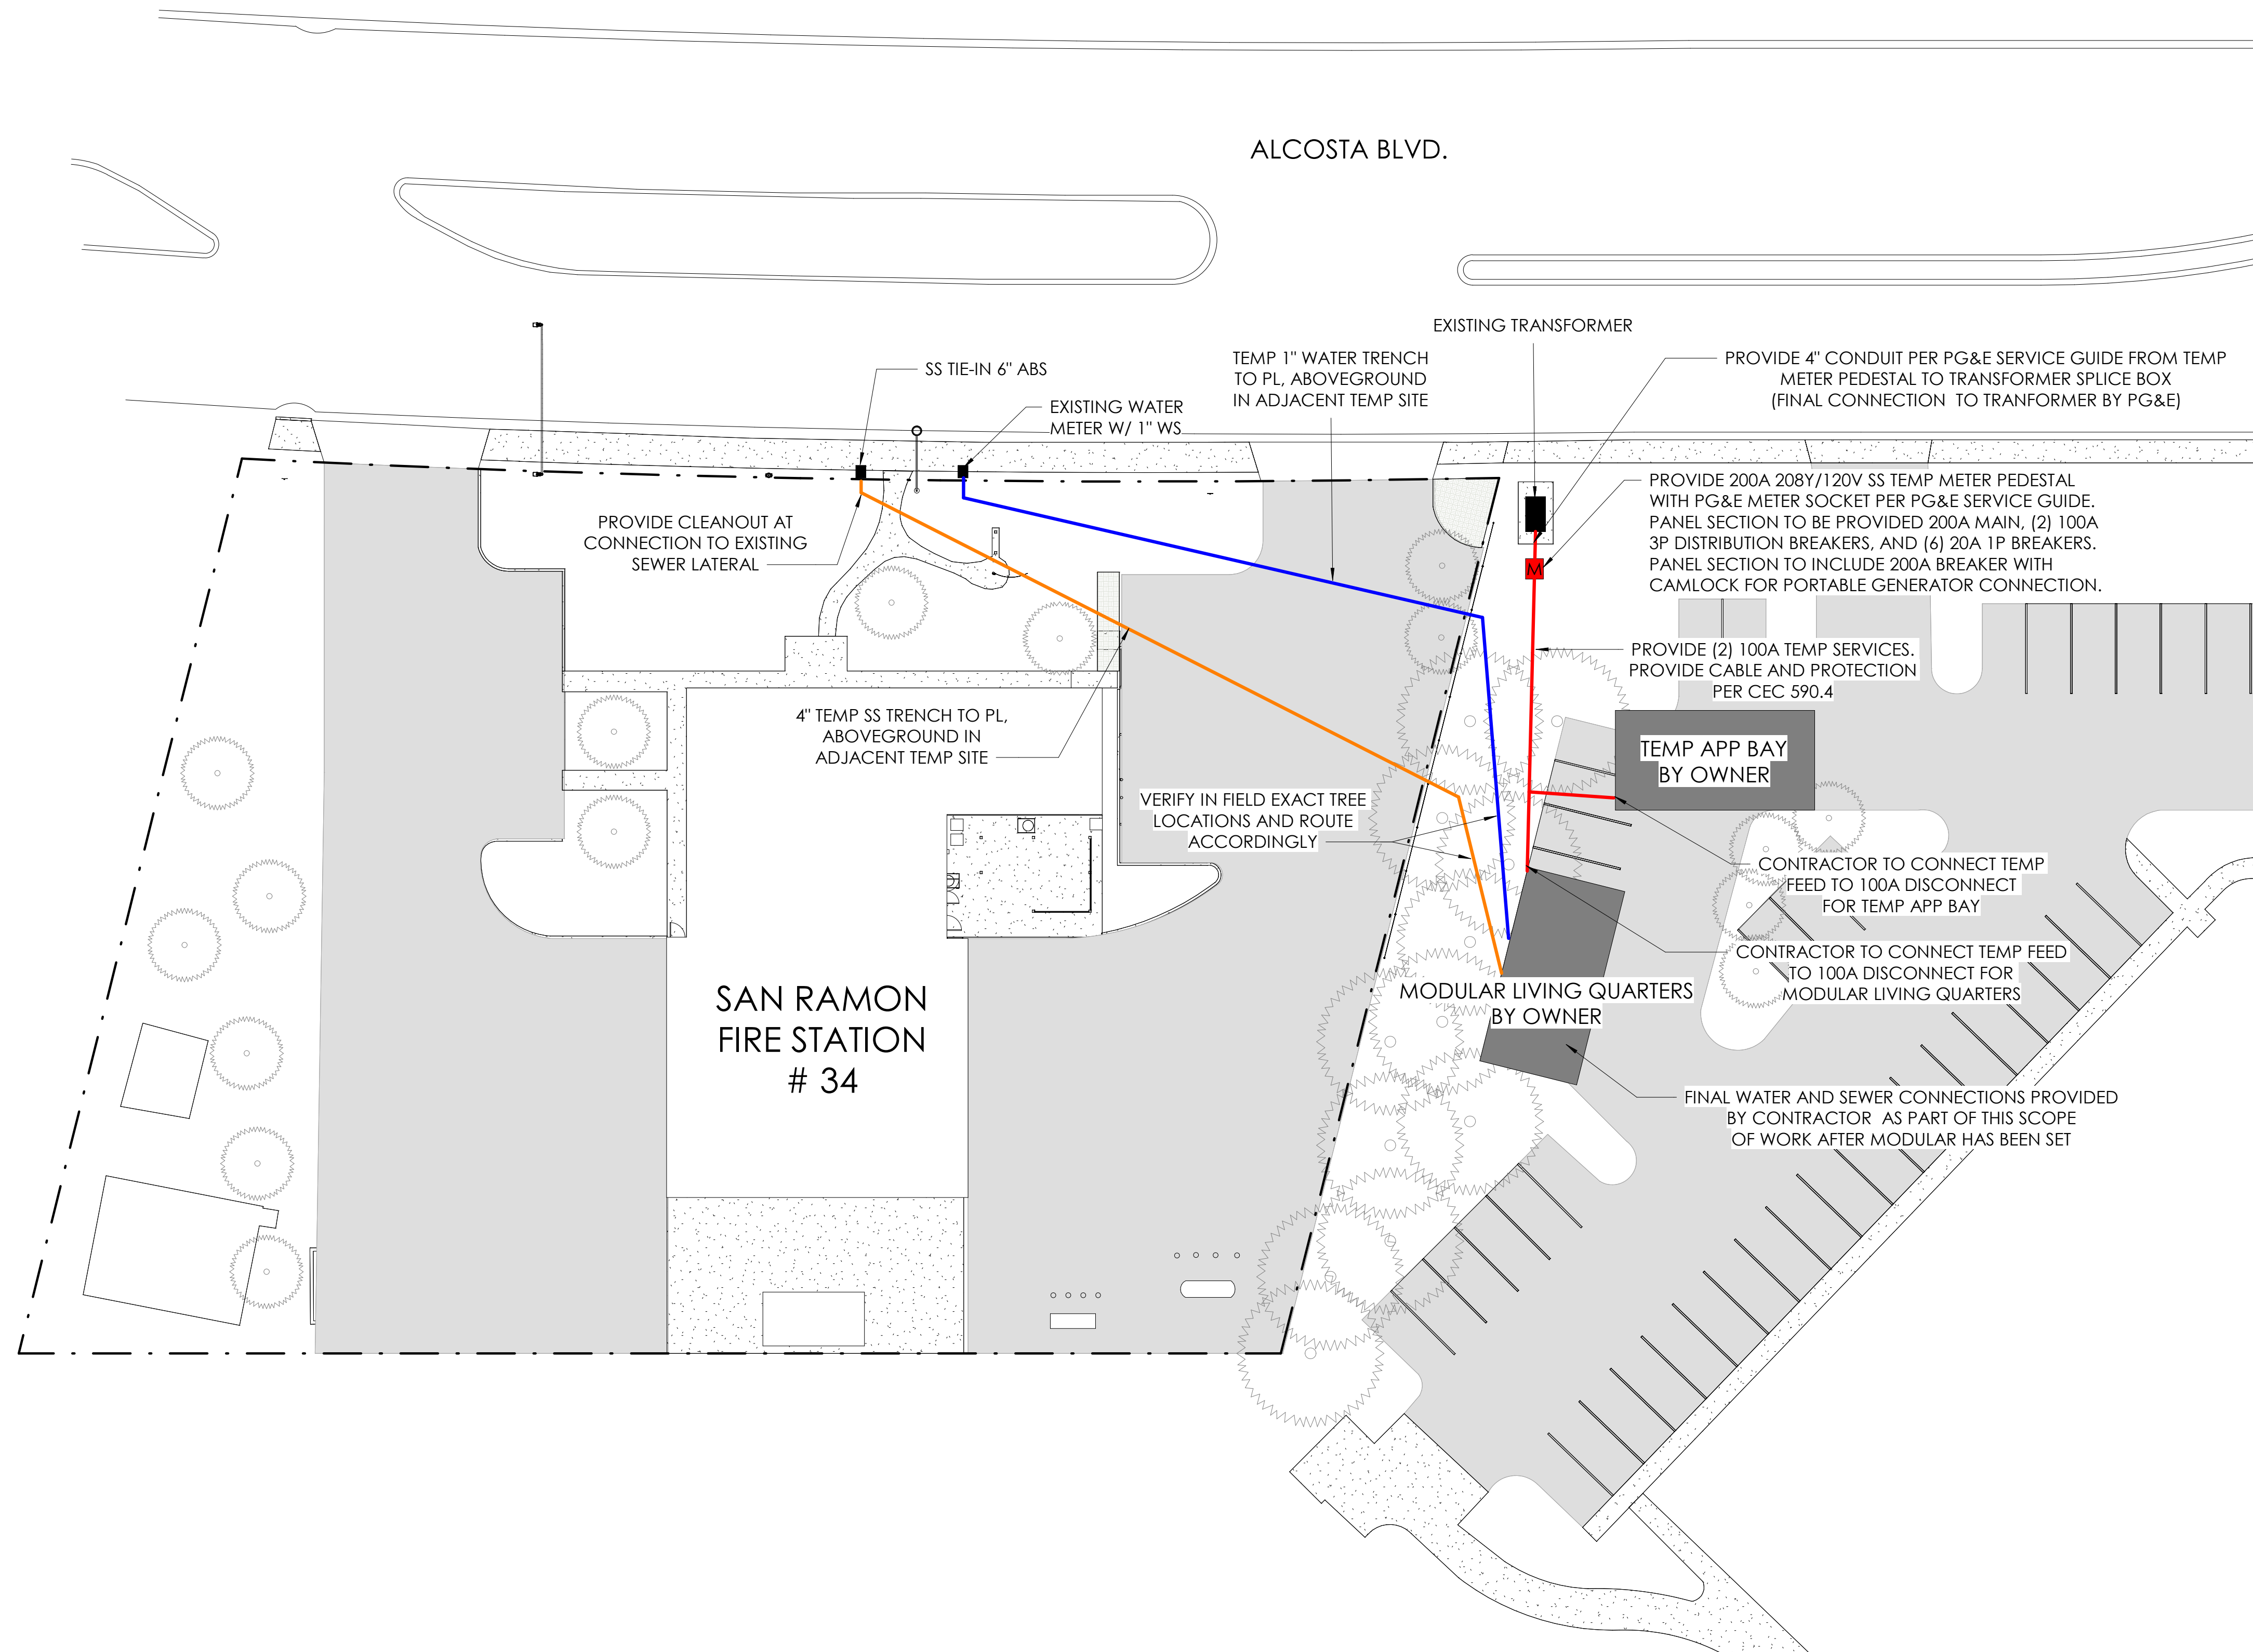 ALCOSTA BLVD.
EXISTING TRANSFORMER
SS TIE-IN 6" ABS
EXISTING WATER
METER W/ 1" WS
TEMP 1" WATER TRENCH
TO PL, ABOVEGROUND
IN ADJACENT TEMP SITE
PROVIDE 4" CONDUIT PER PG&E SERVICE GUIDE FROM TEMP
METER PEDESTAL TO TRANSFORMER SPLICE BOX
(FINAL CONNECTION TO TRANFORMER BY PG&E)
PROVIDE CLEANOUT AT
CONNECTION TO EXISTING
SEWER LATERAL
M
PROVIDE 200A 208Y/120V SS TEMP METER PEDESTAL
WITH PG&E METER SOCKET PER PG&E SERVICE GUIDE.
PANEL SECTION TO BE PROVIDED 200A MAIN, (2) 100A
3P DISTRIBUTION BREAKERS, AND (6) 20A 1P BREAKERS.
PANEL SECTION TO INCLUDE 200A BREAKER WITH
CAMLOCK FOR PORTABLE GENERATOR CONNECTION.
PROVIDE (2) 100A TEMP SERVICES.
PROVIDE CABLE AND PROTECTION
PER CEC 590.4
4" TEMP SS TRENCH TO PL,
ABOVEGROUND IN
ADJACENT TEMP SITE
TEMP APP BAY
BY OWNER
VERIFY IN FIELD EXACT TREE
LOCATIONS AND ROUTE
ACCORDINGLY
CONTRACTOR TO CONNECT TEMP
FEED TO 100A DISCONNECT
FOR TEMP APP BAY
CONTRACTOR TO CONNECT TEMP FEED
TO 100A DISCONNECT FOR
MODULAR LIVING QUARTERS
SAN RAMON
FIRE STATION
# 34
MODULAR LIVING QUARTERS
BY OWNER
FINAL WATER AND SEWER CONNECTIONS PROVIDED
BY CONTRACTOR AS PART OF THIS SCOPE
OF WORK AFTER MODULAR HAS BEEN SET